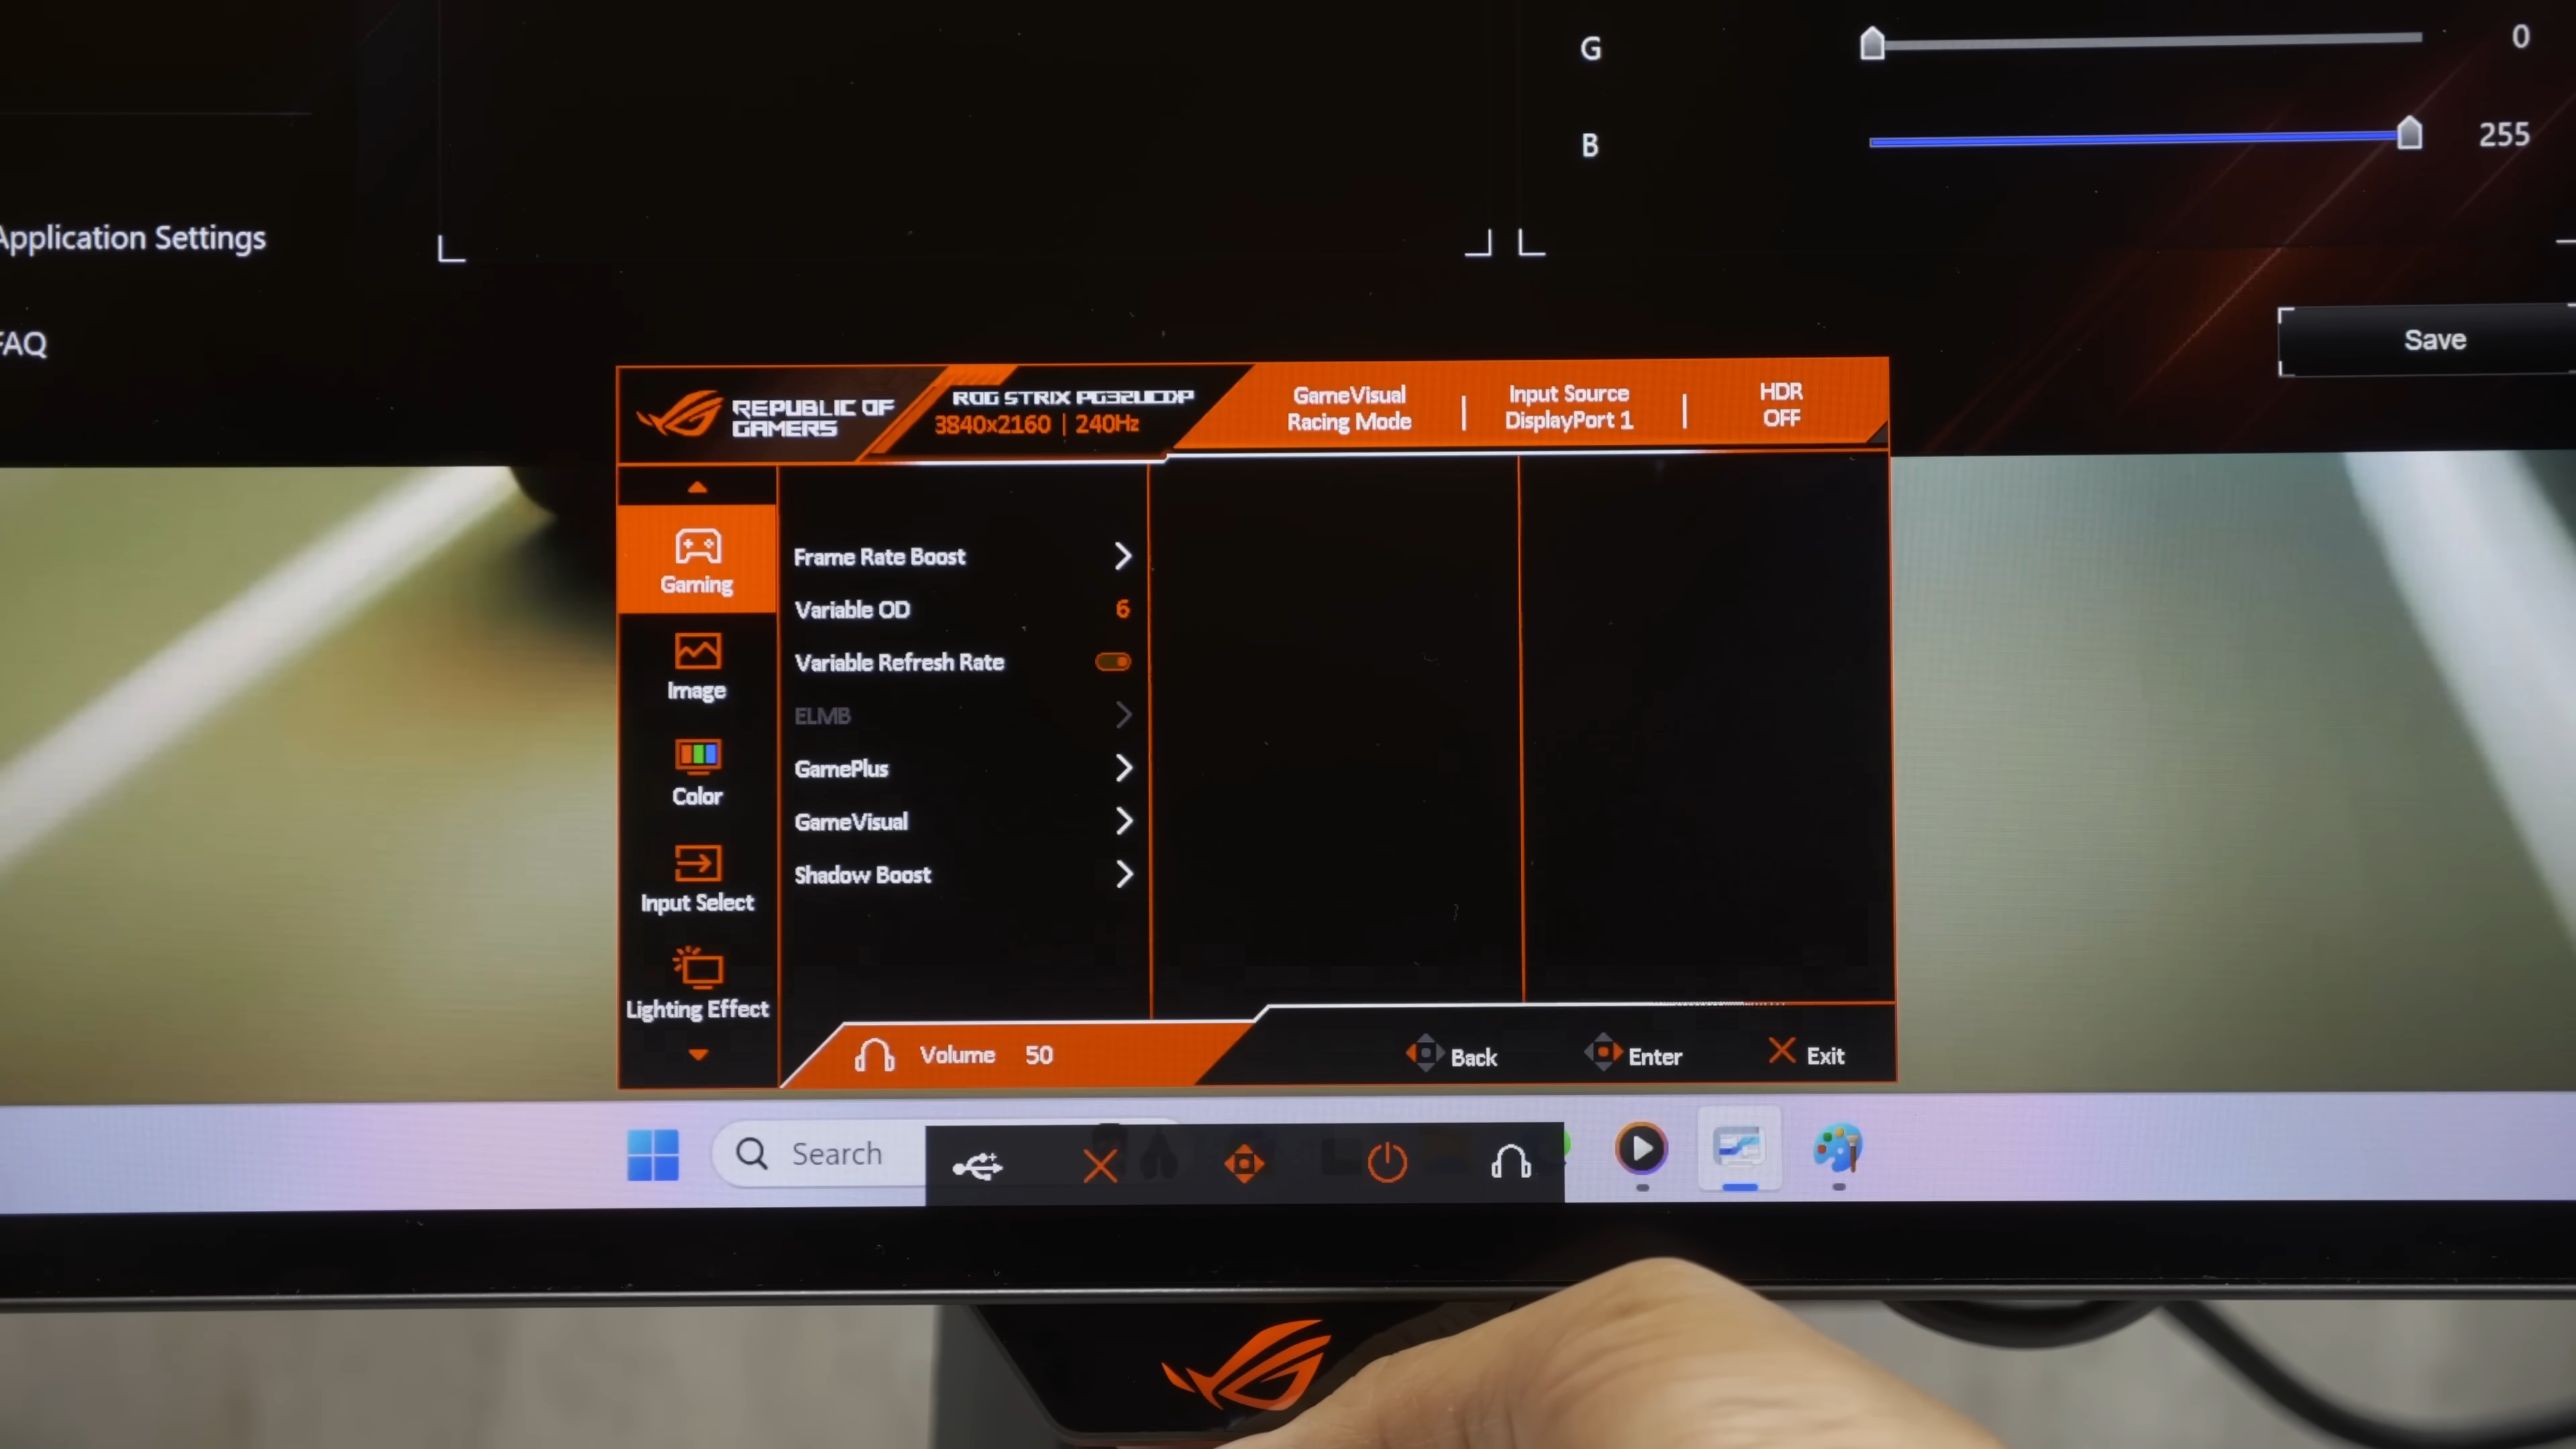 G
0
B
255
Application Settings
FAQ
Save
REPUBLIC OF
GAMERS
ROG STRIX PG32UCDP
3840x2160 | 240Hz
GameVisual
Racing Mode
Input Source
DisplayPort 1
HDR
OFF
Gaming
Image
Color
Input Select
Lighting Effect
Frame Rate Boost
Variable OD 6
Variable Refresh Rate
ELMB
GamePlus
GameVisual
Shadow Boost
Volume 50
Back
Enter
Exit
Search